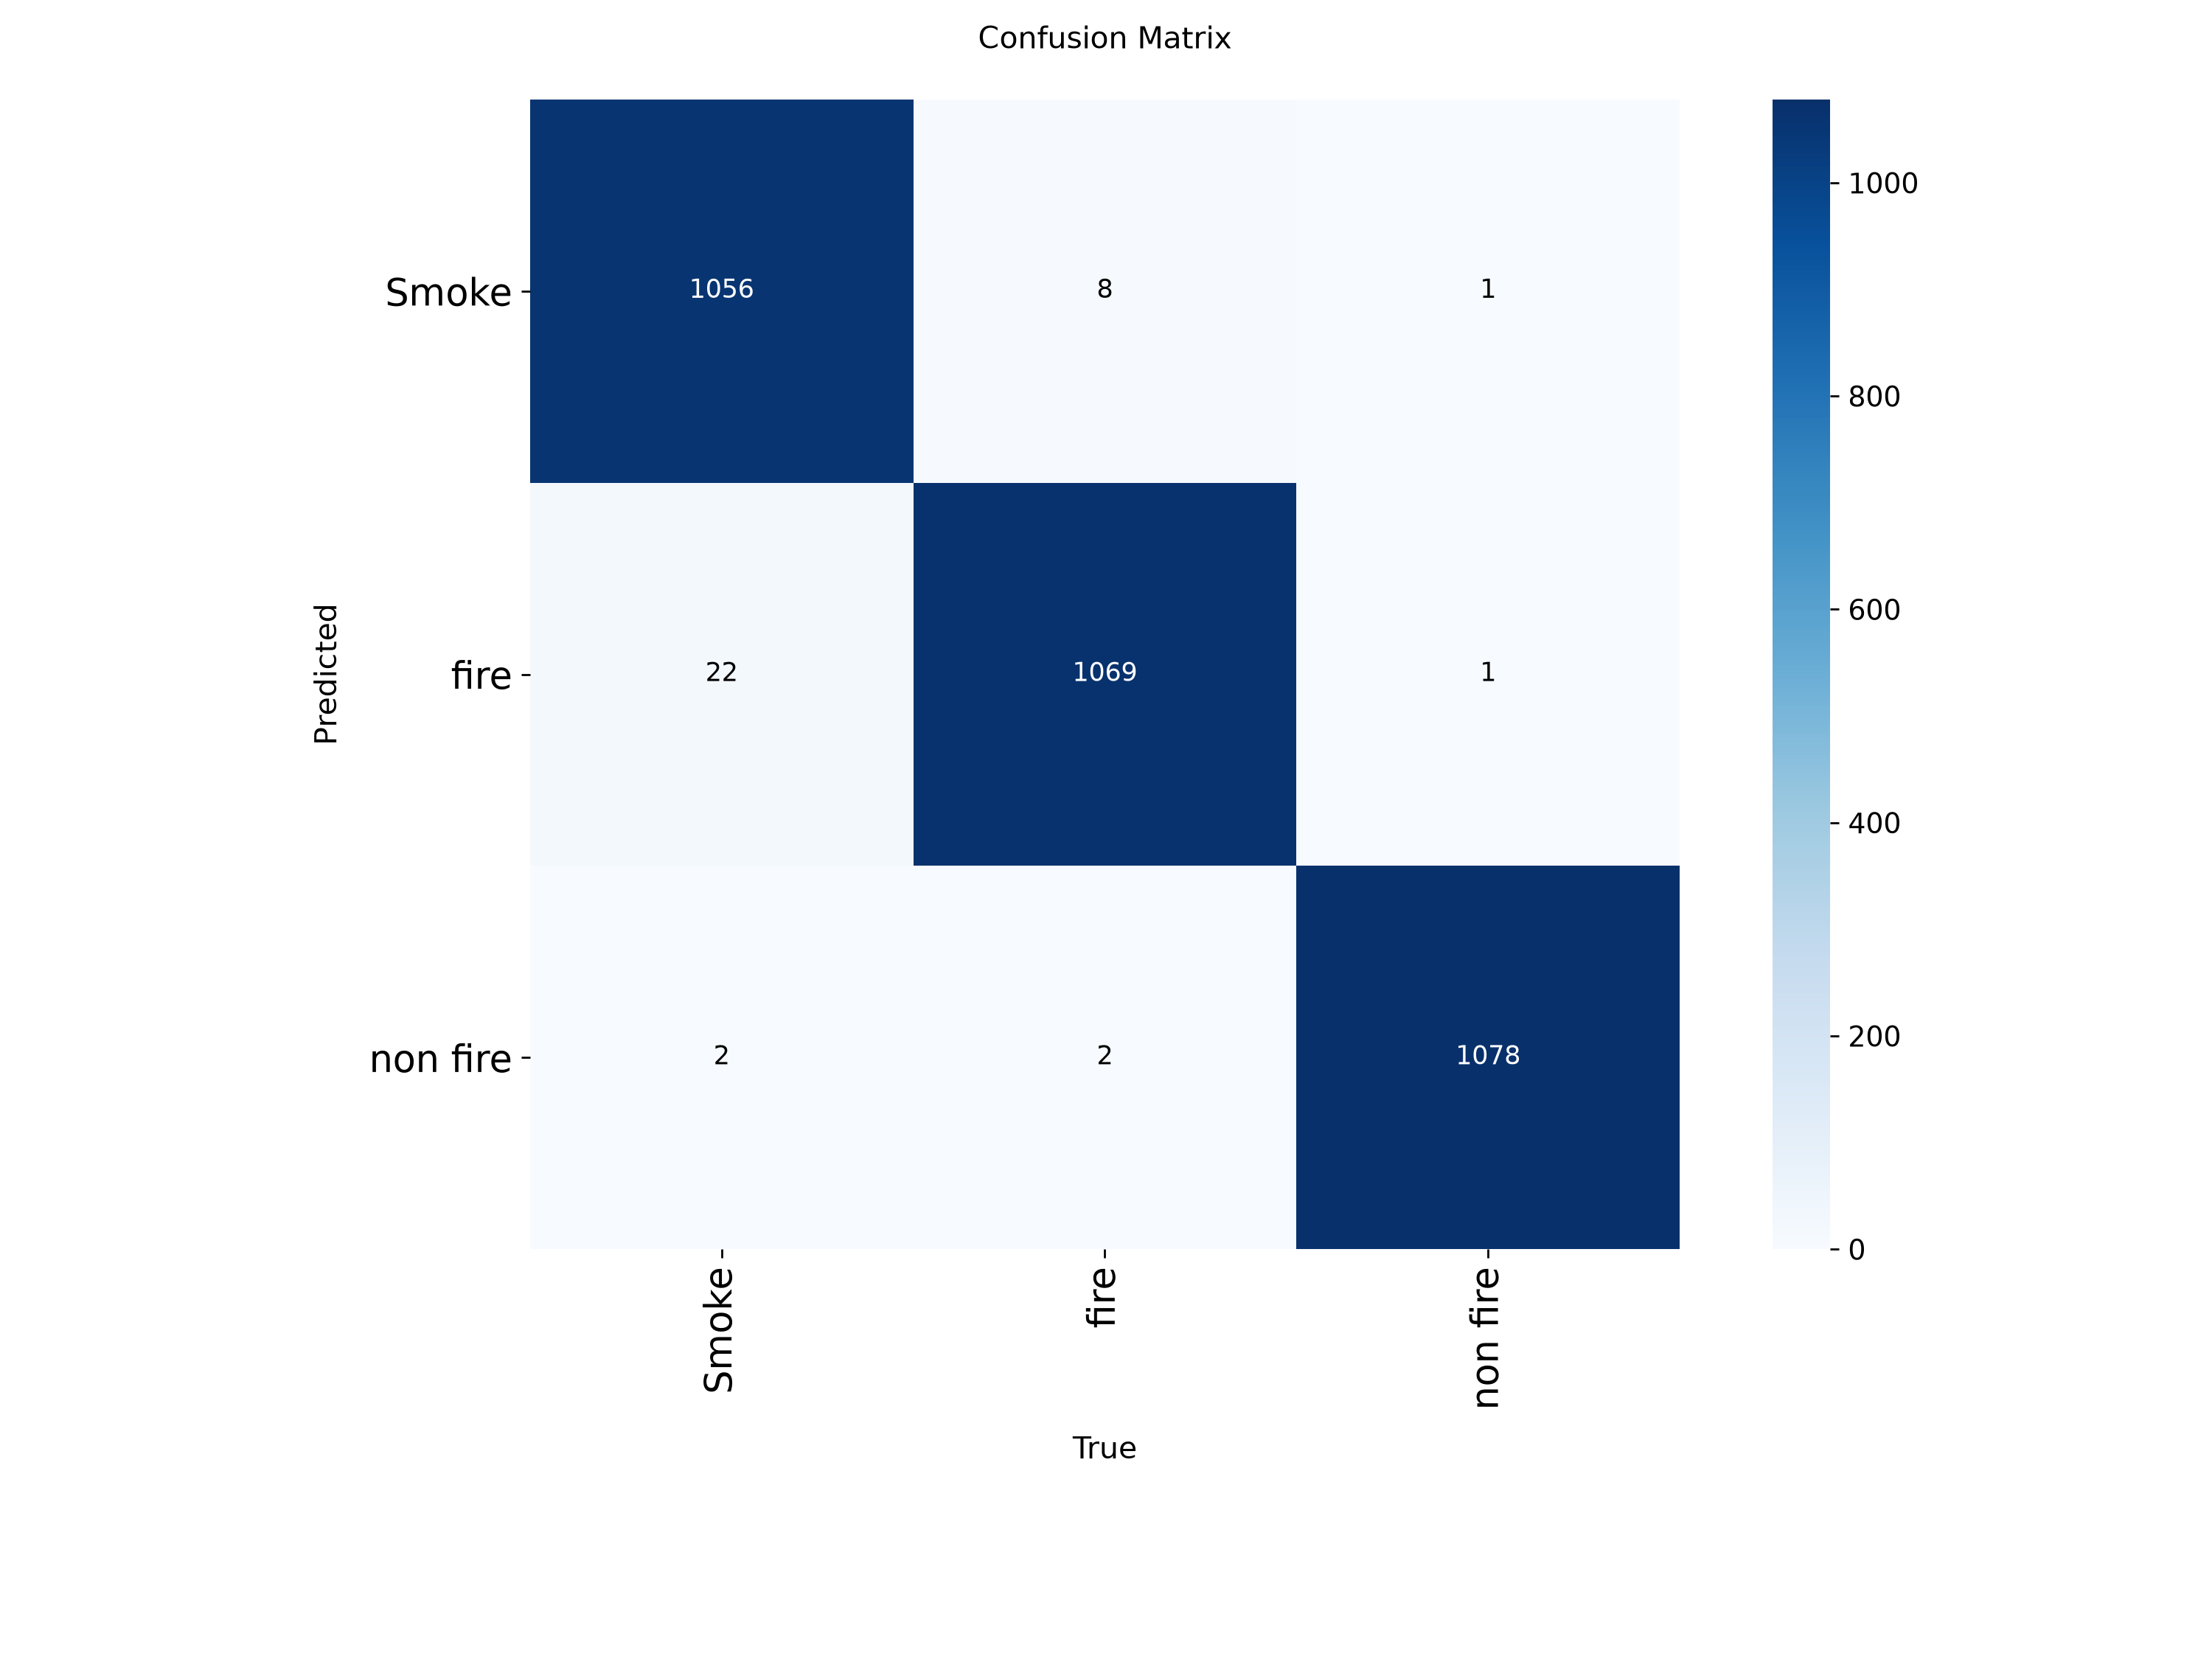 Confusion Matrix
Predicted
Smoke
1056
8
1
fire
22
1069
1
non fire
2
2
1078
Smoke
fire
non fire
True
1000
800
600
400
200
0